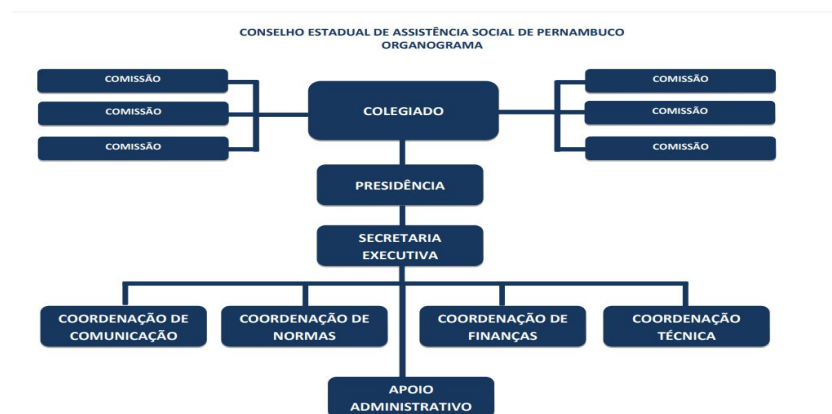 CONSELHO ESTADUAL DE ASSISTÊNCIA SOCIAL DE PERNAMBUCO
ORGANOGRAMA
COMISSÃO
COMISSÃO
COMISSÃO
COLEGIADO
COMISSÃO
COMISSÃO
COMISSÃO
PRESIDÊNCIA
SECRETARIA
EXECUTIVA
COORDENAÇÃO DE
COMUNICAÇÃO
COORDENAÇÃO DE
NORMAS
COORDENAÇÃO DE
FINANÇAS
COORDENAÇÃO
TÉCNICA
APOIO
ADMINISTRATIVO